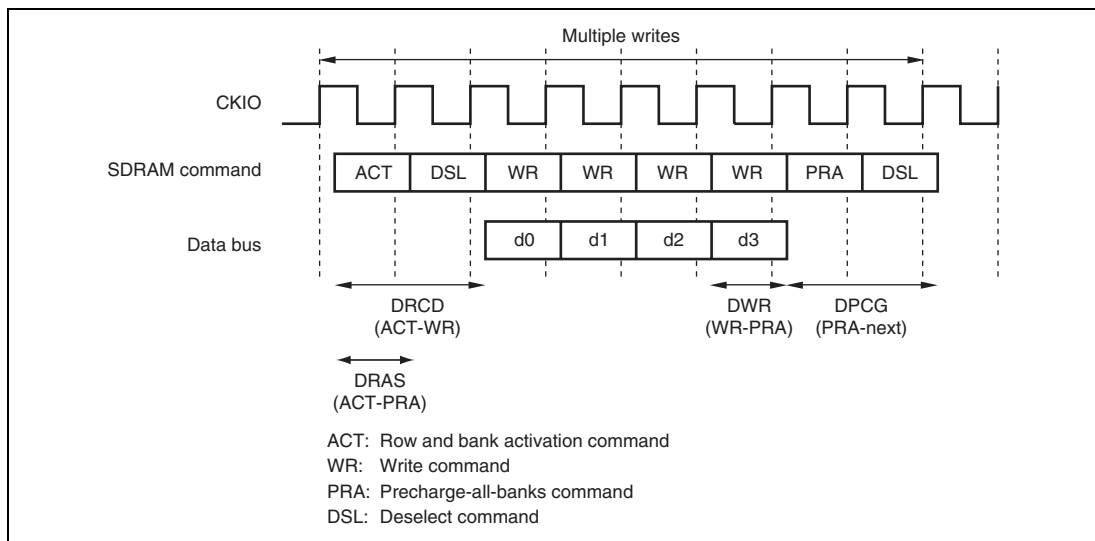 Multiple writes
CKIO
SDRAM command
ACT DSL WR WR WR WR PRA DSL
Data bus
d0 d1 d2 d3
DRCD
(ACT-WR)
DWR
(WR-PRA)
DPCG
(PRA-next)
DRAS
(ACT-PRA)
ACT: Row and bank activation command
WR: Write command
PRA: Precharge-all-banks command
DSL: Deselect command